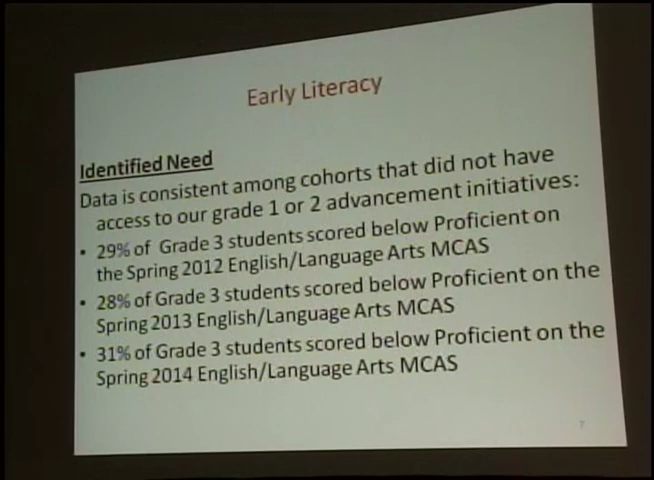 Early Literacy
Identified Need
Data is consistent among cohorts that did not have
access to our grade 1 or 2 advancement initiatives:
• 29% of Grade 3 students scored below Proficient on
the Spring 2012 English/Language Arts MCAS
• 28% of Grade 3 students scored below Proficient on the
Spring 2013 English/Language Arts MCAS
• 31% of Grade 3 students scored below Proficient on the
Spring 2014 English/Language Arts MCAS
7